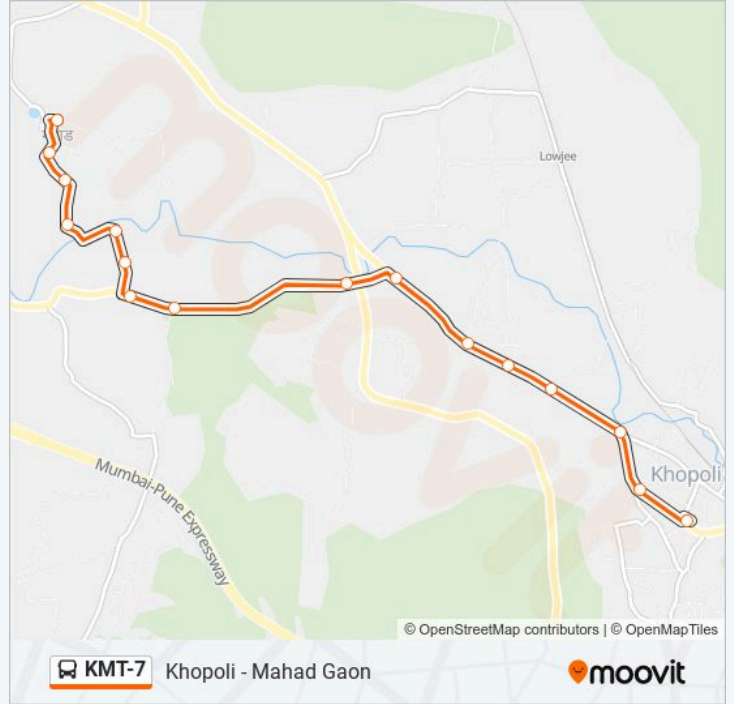 Lowjee
Khopoli
Mumbai-Pune Expressway
© OpenStreetMap contributors | © OpenMapTiles
KMT-7 Khopoli - Mahad Gaon
moovit